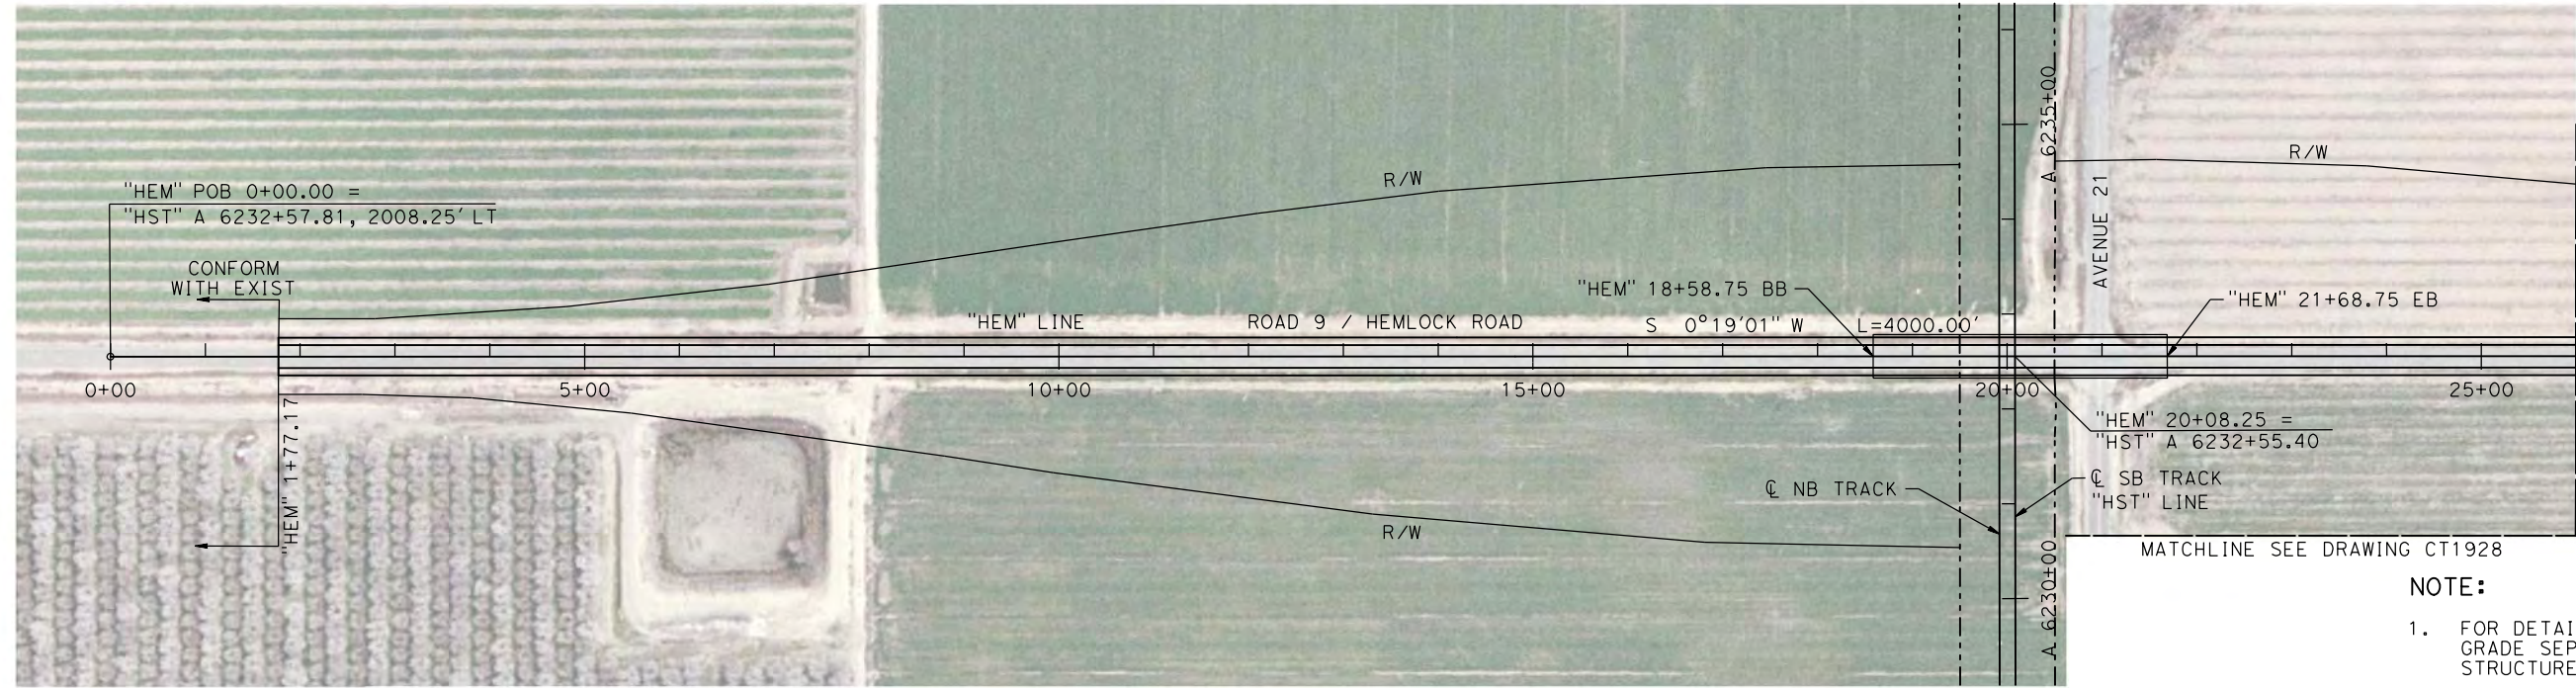 "HEM" POB 0+00.00 =
"HST" A 6232+57.81, 2008.25' LT
CONFORM
WITH EXIST
"HEM" 1+77.17
R/W
"HEM" LINE
ROAD 9 / HEMLOCK ROAD
S 0°19'01" W
L=4000.00'
"HEM" 18+58.75 BB
A 6235+00
AVENUE 21
R/W
"HEM" 21+68.75 EB
0+00
5+00
10+00
15+00
20+00
25+00
"HEM" 20+08.25 =
"HST" A 6232+55.40
℄ NB TRACK
℄ SB TRACK
"HST" LINE
R/W
A 6230+00
MATCHLINE SEE DRAWING CT1928
NOTE:
1. FOR DETAI
GRADE SEP
STRUCTURE